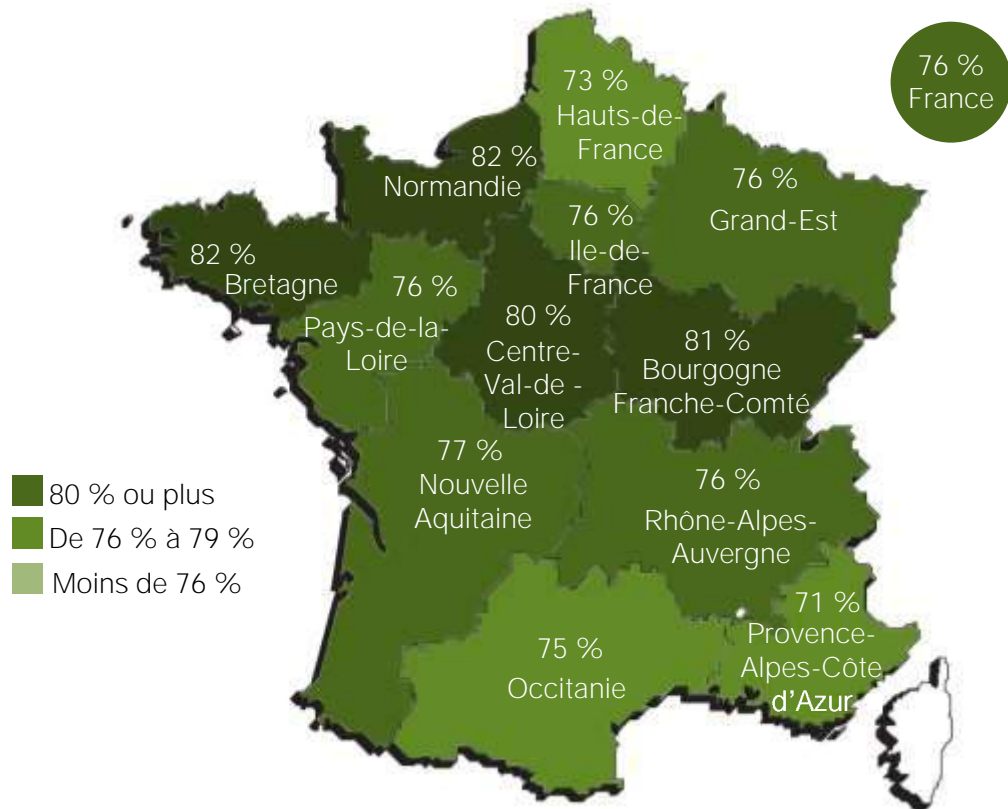 76 %
France
73 %
Hauts-de-
France
82 %
Normandie
76 %
Grand-Est
76 %
Ile-de-
France
82 %
Bretagne
76 %
Pays-de-la-
Loire
80 %
Centre-
Val-de -
Loire
81 %
Bourgogne
Franche-Comté
77 %
Nouvelle
Aquitaine
76 %
Rhône-Alpes-
Auvergne
80 % ou plus
De 76 % à 79 %
Moins de 76 %
71 %
Provence-
Alpes-Côte
d'Azur
75 %
Occitanie